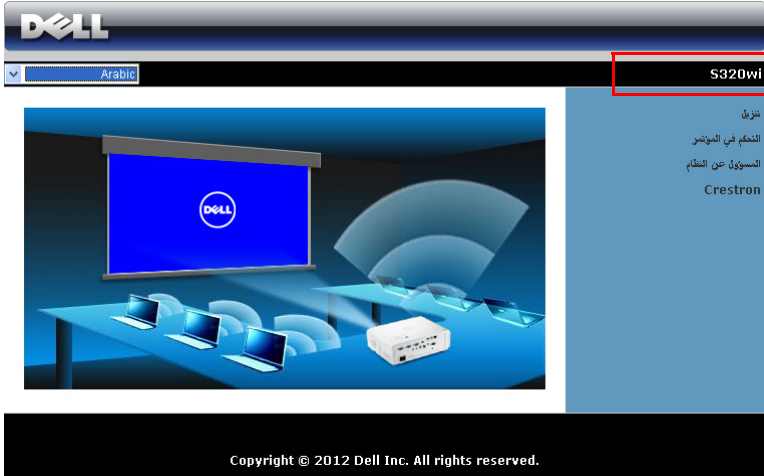 DELL
Arabic
S320wi
تنزيل
التحكم في المؤتمر
المسؤول عن النظام
Crestron
DELL
Copyright © 2012 Dell Inc. All rights reserved.